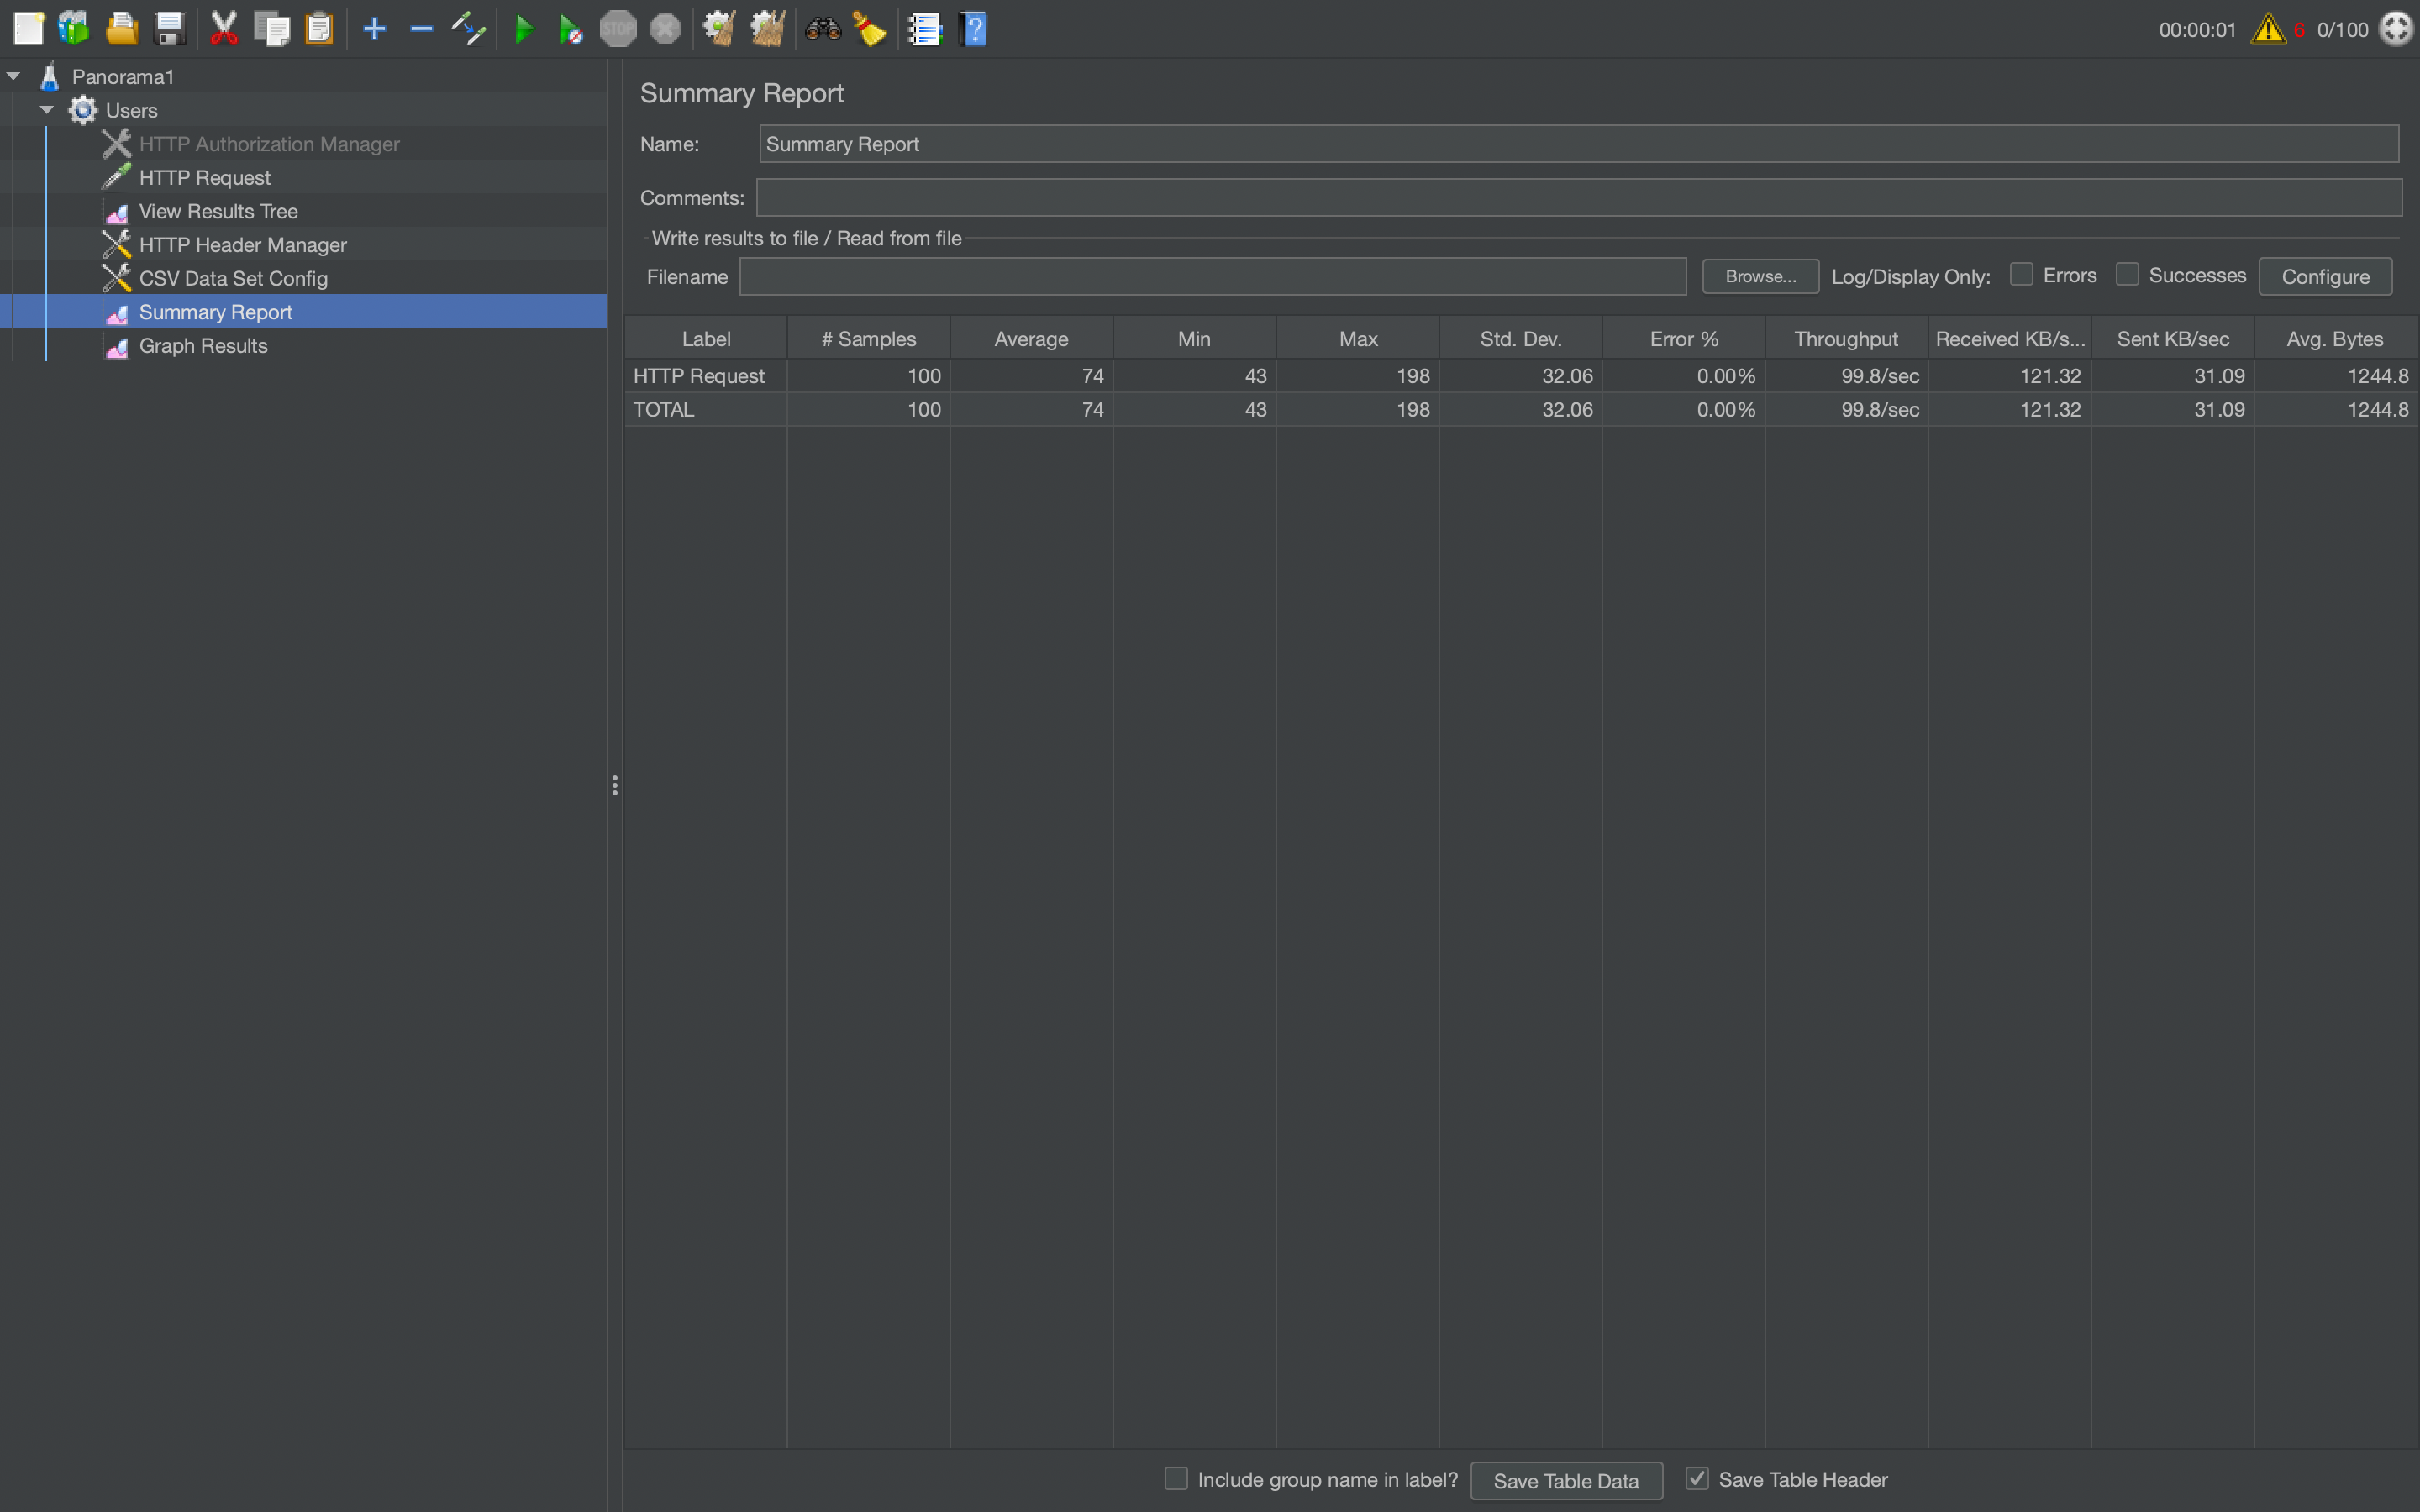 STOP
?
00:00:01 6 0/100
Panorama1
Users
HTTP Authorization Manager
HTTP Request
View Results Tree
HTTP Header Manager
CSV Data Set Config
Summary Report
Graph Results
Summary Report
Name: Summary Report
Comments:
Write results to file / Read from file
Filename Browse... Log/Display Only: Errors Successes Configure
Label # Samples Average Min Max Std. Dev. Error % Throughput Received KB/s... Sent KB/sec Avg. Bytes
HTTP Request 100 74 43 198 32.06 0.00% 99.8/sec 121.32 31.09 1244.8
TOTAL 100 74 43 198 32.06 0.00% 99.8/sec 121.32 31.09 1244.8
Include group name in label? Save Table Data Save Table Header